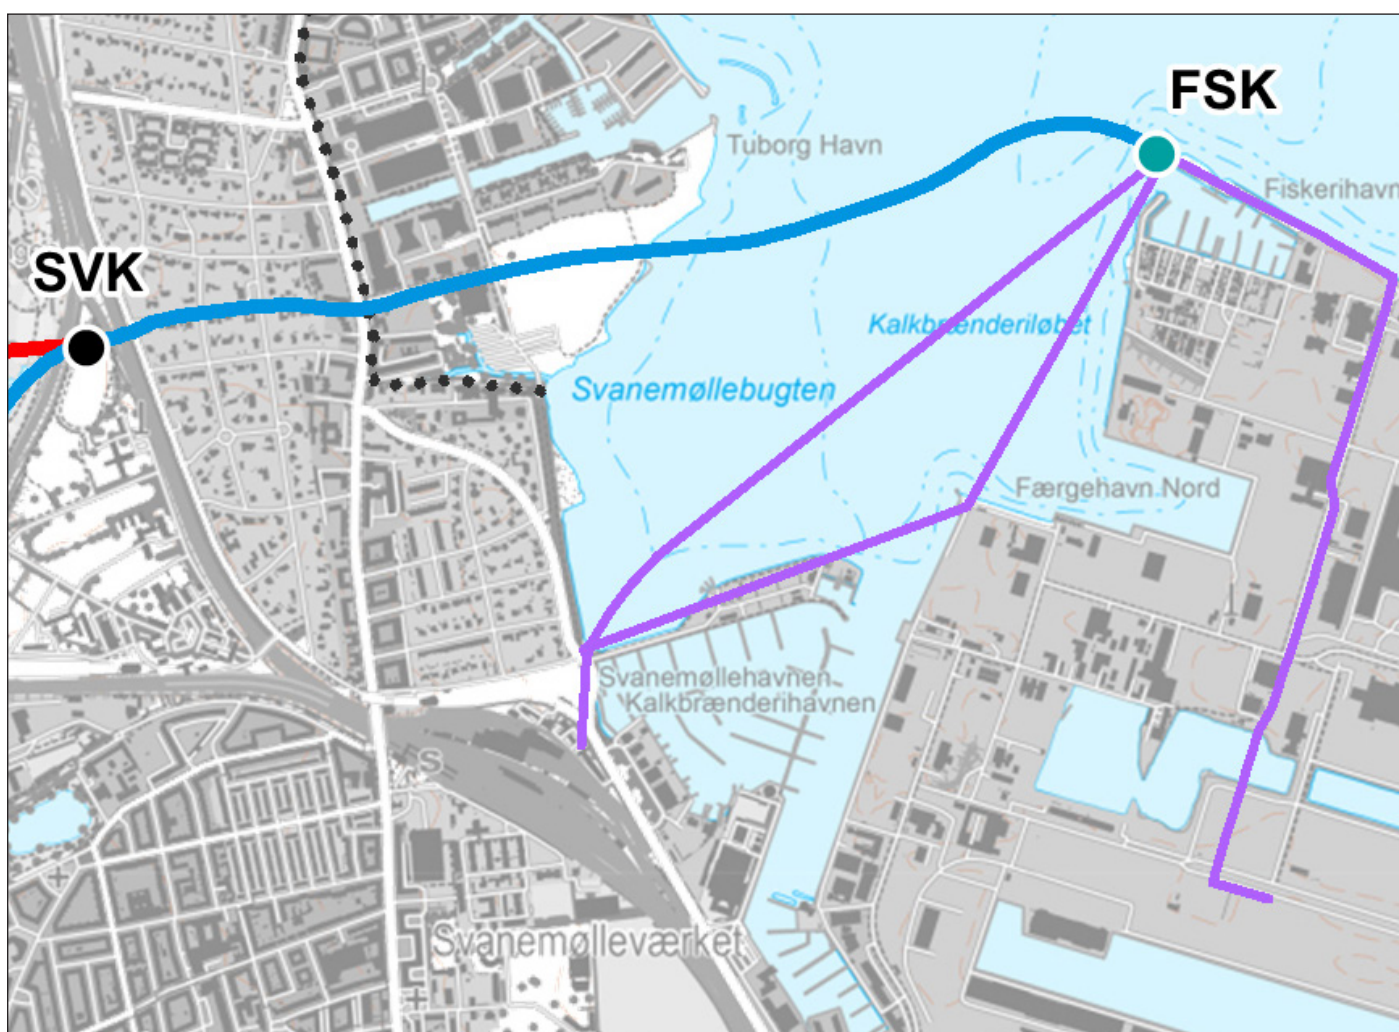 FSK
Tuborg Havn
Fiskerihavn
SVK
Kalkbrænderiløbet
Svanemøllebugten
Færgehavn Nord
Svanemøllehavnen
Kalkbrænderihavnen
S
Svanemølleværket